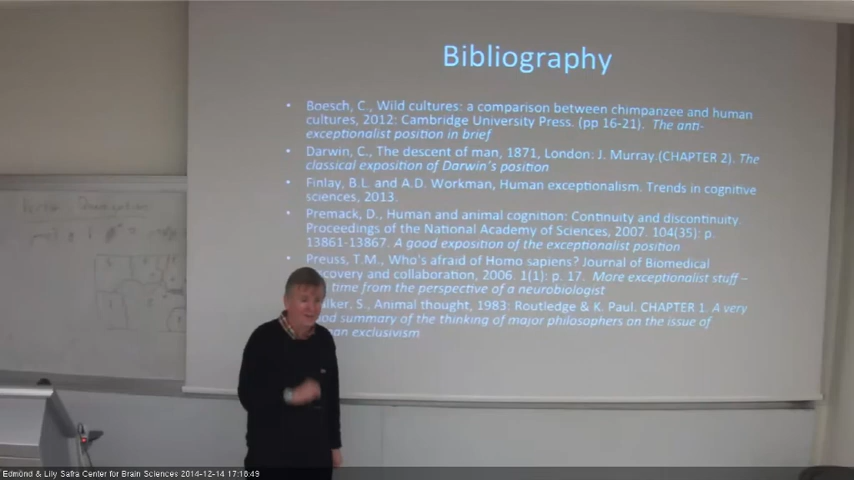 Bibliography
• Boesch, C., Wild cultures: a comparison between chimpanzee and human
cultures, 2012: Cambridge University Press. (pp 16-21). The anti-
exceptionalist position in brief
• Darwin, C., The descent of man, 1871, London: J. Murray.(CHAPTER 2). The
classical exposition of Darwin's position
• Finlay, B.L. and A.D. Workman, Human exceptionalism. Trends in cognitive
sciences, 2013.
• Premack, D., Human and animal cognition: Continuity and discontinuity.
Proceedings of the National Academy of Sciences, 2007. 104(35): p.
13861-13867. A good exposition of the exceptionalist position
• Preuss, T.M., Who's afraid of Homo sapiens? Journal of Biomedical
covery and collaboration, 2006. 1(1): p. 17. More exceptionalist stuff –
time from the perspective of a neurobiologist
alker, S., Animal thought, 1983: Routledge & K. Paul. CHAPTER 1. A very
od summary of the thinking of major philosophers on the issue of
an exclusivism
Edmond & Lily Safra Center for Brain Sciences 2014-12-14 17:18:49